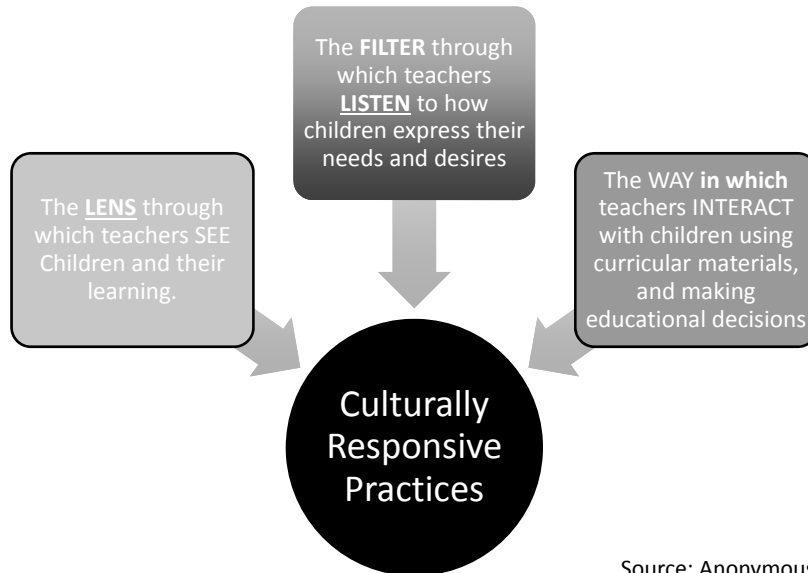 The FILTER through
which teachers
LISTEN to how
children express their
needs and desires
The LENS through
which teachers SEE
Children and their
learning.
The WAY in which
teachers INTERACT
with children using
curricular materials,
and making
educational decisions
Culturally
Responsive
Practices
Source: Anonymous